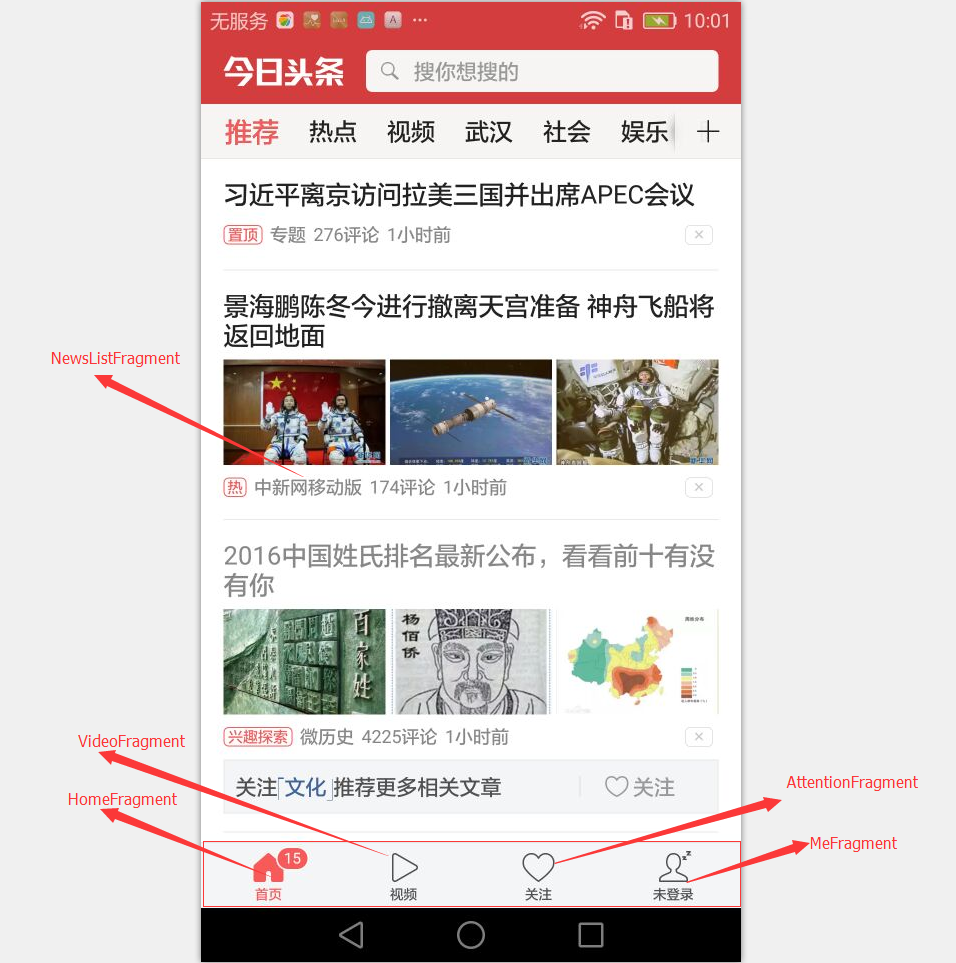 无服务 10:01
今日头条 搜你想搜的
推荐 热点 视频 武汉 社会 娱乐
习近平离京访问拉美三国并出席APEC会议
置顶 专题 276评论 1小时前
景海鹏陈冬今进行撤离天宫准备 神舟飞船将
返回地面
NewsListFragment
热 中新网移动版 174评论 1小时前
2016中国姓氏排名最新公布，看看前十有没
有你
百家姓
杨佰侨
兴趣探索 微历史 4225评论 1小时前
VideoFragment
关注「文化」推荐更多相关文章 关注
AttentionFragment
HomeFragment
MeFragment
15
首页 视频 关注 未登录